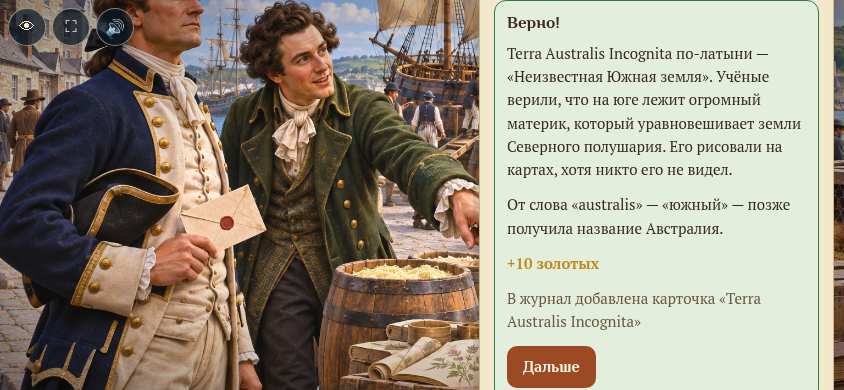 Верно!
Terra Australis Incognita по-латыни —
«Неизвестная Южная земля». Учёные
верили, что на юге лежит огромный
материк, который уравновешивает земли
Северного полушария. Его рисовали на
картах, хотя никто его не видел.
От слова «australis» — «южный» — позже
получила название Австралия.
+10 золотых
В журнал добавлена карточка «Terra
Australis Incognita»
Дальше